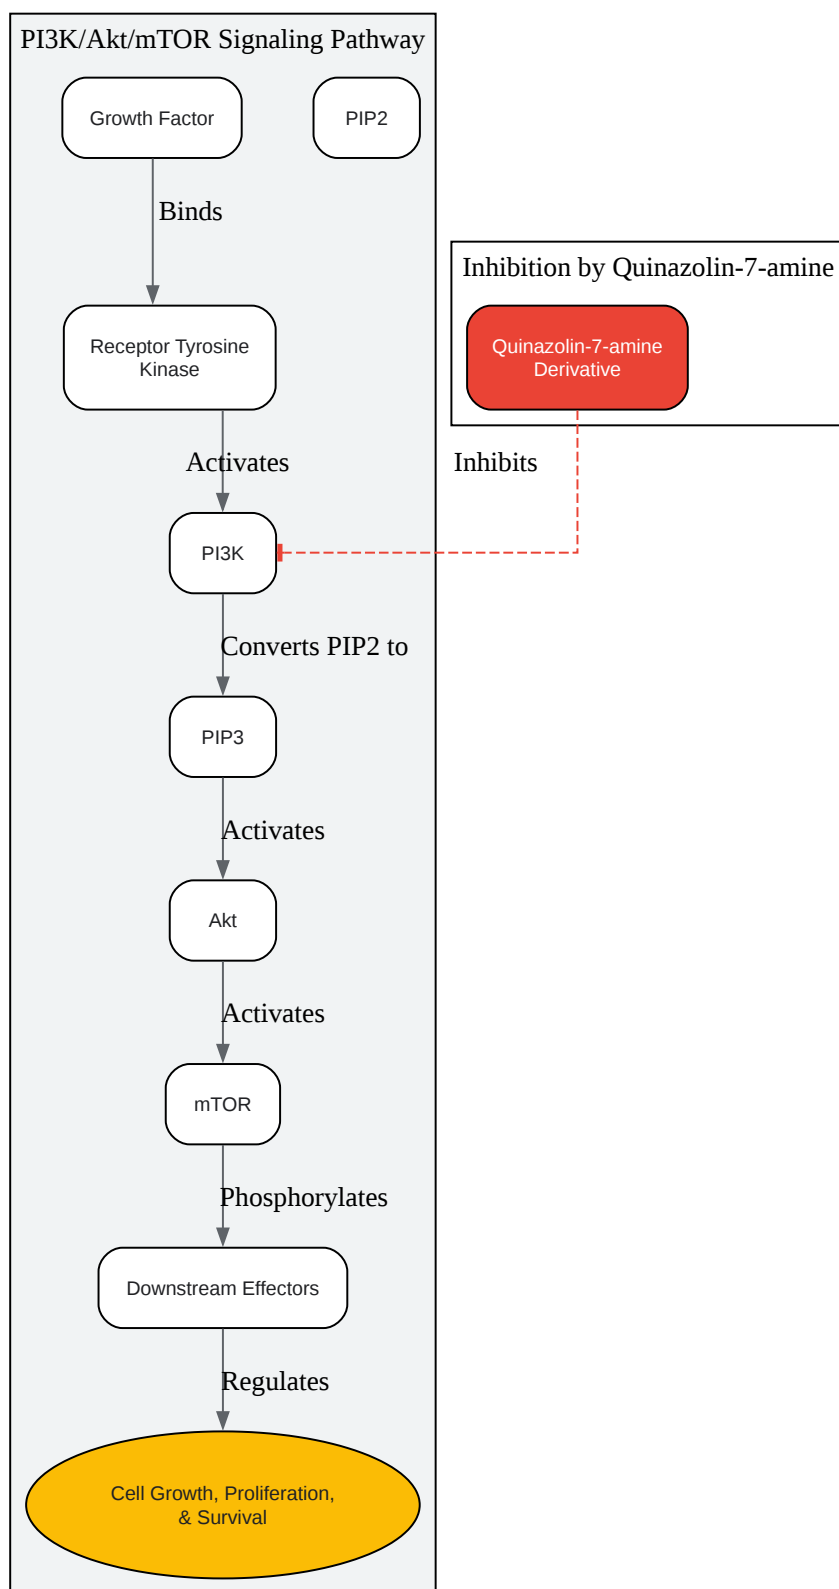 PI3K/Akt/mTOR Signaling Pathway
Growth Factor
PIP2
Binds
Inhibition by Quinazolin-7-amine
Receptor Tyrosine
Kinase
Quinazolin-7-amine
Derivative
Activates
Inhibits
PI3K
Converts PIP2 to
PIP3
Activates
Akt
Activates
mTOR
Phosphorylates
Downstream Effectors
Regulates
Cell Growth, Proliferation,
& Survival